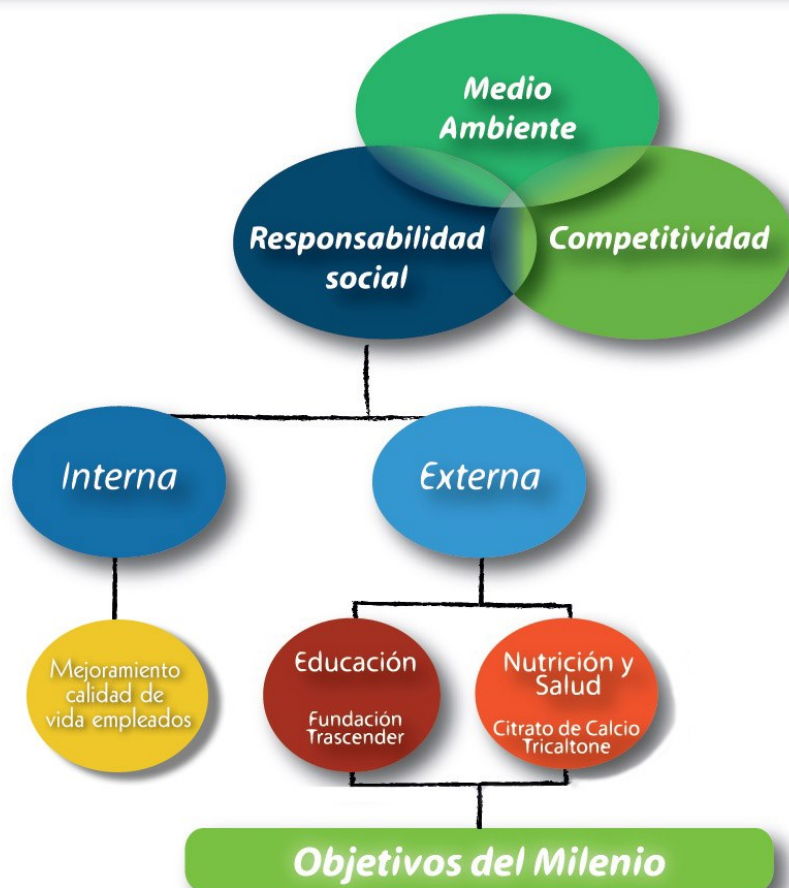 Medio
Ambiente
Responsabilidad
social
Competitividad
Interna
Externa
Mejoramiento
calidad de
vida empleados
Educación
Fundación
Trascender
Nutrición y
Salud
Citrato de Calcio
Tricaltone
Objetivos del Milenio